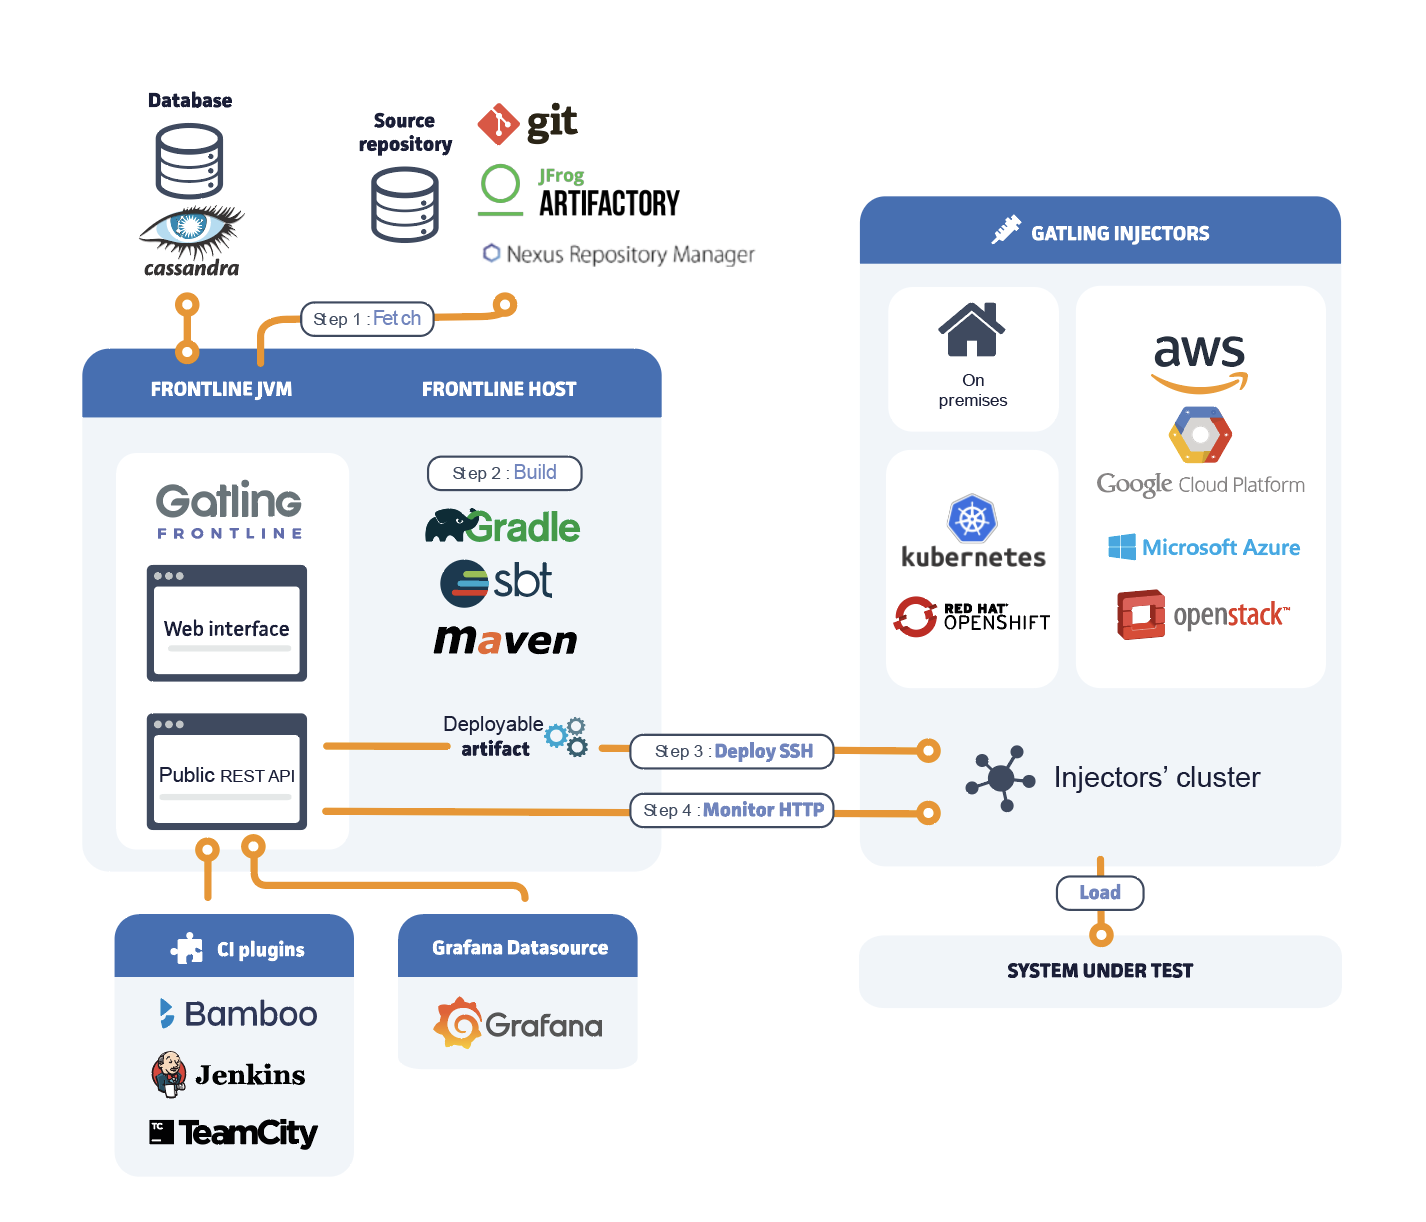 Database
cassandra
Source
repository
git
JFrog
ARTIFACTORY
Nexus Repository Manager
Step 1 : Fetch
FRONTLINE JVM
FRONTLINE HOST
Gatling
FRONTLINE
Web interface
Public REST API
Step 2 : Build
Gradle
sbt
maven
Deployable
artifact
Step 3 : Deploy SSH
Step 4 : Monitor HTTP
GATLING INJECTORS
On
premises
kubernetes
RED HAT®
OPENSHIFT
aws
Google Cloud Platform
Microsoft Azure
openstack™
Injectors' cluster
Load
SYSTEM UNDER TEST
CI plugins
Bamboo
Jenkins
TC
TeamCity
Grafana Datasource
Grafana